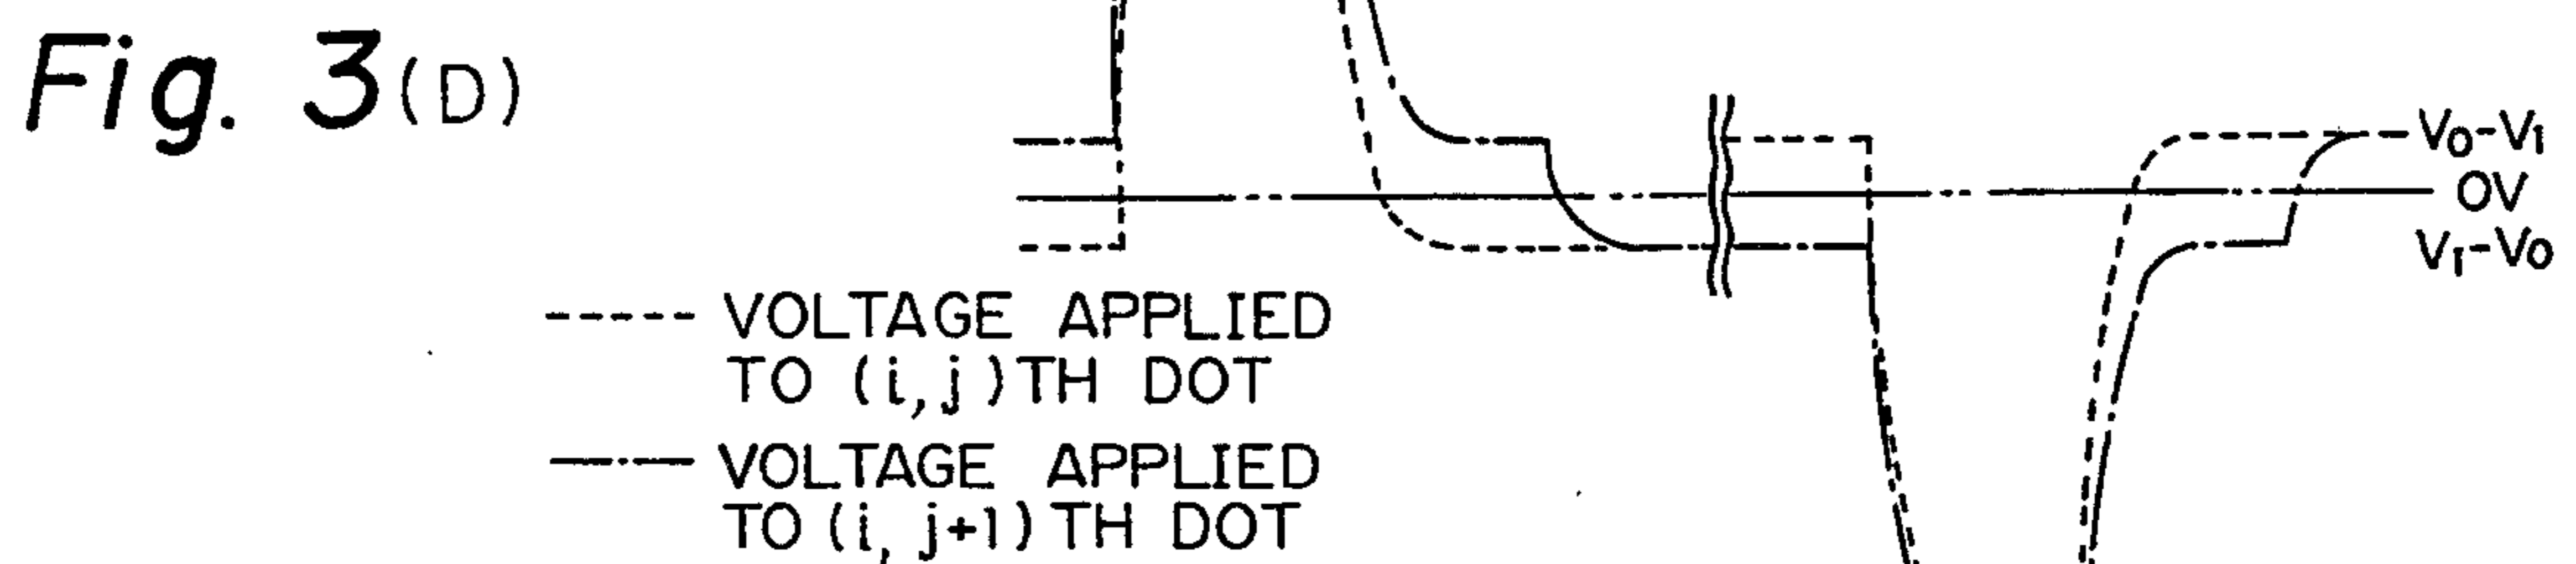 Fig. 3(D)
V0-V1
0V
V1-V0
VOLTAGE APPLIED
TO (i,j)TH DOT
VOLTAGE APPLIED
TO (i, j+1)TH DOT